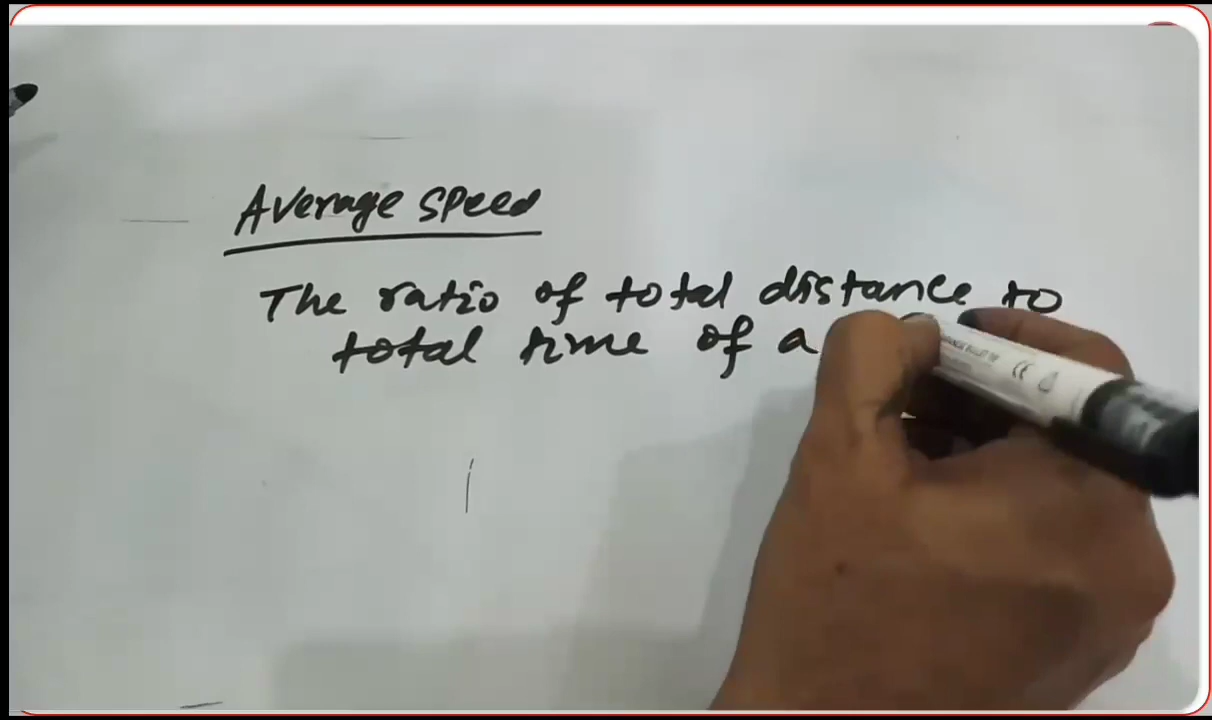 Average speed
The ratio of total distance to
total time of a